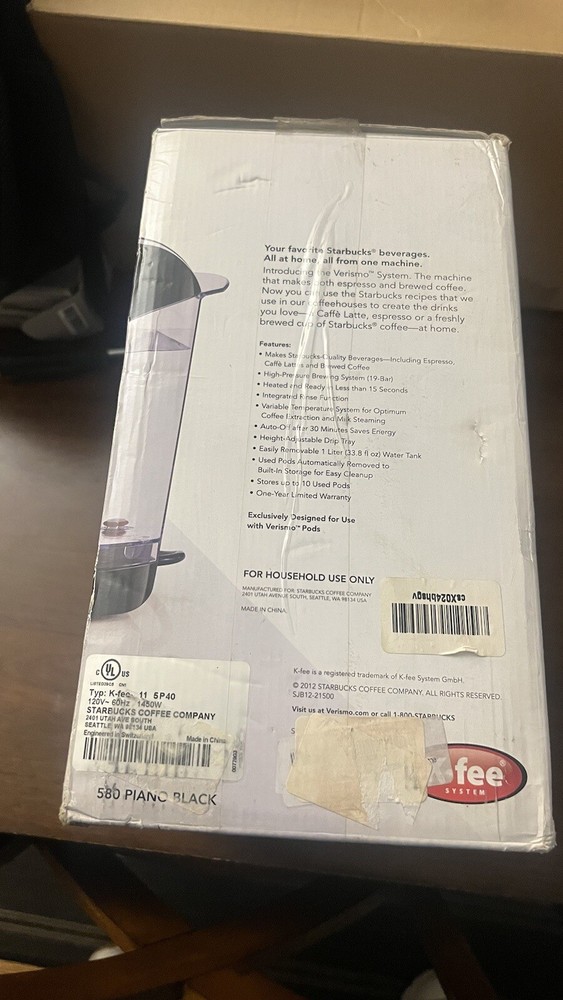 Your favorite Starbucks® beverages.
All at home, all from one machine.
Introducing the Verismo™ System. The machine
that makes both espresso and brewed coffee.
Now you can use the Starbucks recipes that we
use in our coffeehouses to create the drinks
you love—a Caffè Latte, espresso or a freshly
brewed cup of Starbucks® coffee—at home.
Features:
• Makes Starbucks-Quality Beverages—Including Espresso,
Caffè Lattes and Brewed Coffee
• High-Pressure Brewing System (19-Bar)
• Heated and Ready in Less than 15 Seconds
• Integrated Rinse Function
• Variable Temperature System for Optimum
Coffee Extraction and Milk Steaming
• Auto-Off after 30 Minutes Saves Energy
• Height-Adjustable Drip Tray
• Easily Removable 1 Liter (33.8 fl oz) Water Tank
• Used Pods Automatically Removed to
Built-In Storage for Easy Cleanup
• Stores up to 10 Used Pods
• One-Year Limited Warranty
Exclusively Designed for Use
with Verismo™ Pods
FOR HOUSEHOLD USE ONLY
MANUFACTURED FOR: STARBUCKS COFFEE COMPANY
2401 UTAH AVENUE SOUTH, SEATTLE, WA 98134 USA
MADE IN CHINA.
csX024bhsgv
K-fee is a registered trademark of K-fee System GmbH.
© 2012 STARBUCKS COFFEE COMPANY. ALL RIGHTS RESERVED.
SJB12-21500
Visit us at Verismo.com or call 1-800-STARBUCKS
C UL US
LISTED
Typ: K-fee 11 5P40
120V~ 60Hz 1450W
STARBUCKS COFFEE COMPANY
2401 UTAH AVE SOUTH
SEATTLE, WA 98134 USA
Engineered in Switzerland
Made in China
580 PIANO BLACK
fee®
SYSTEM